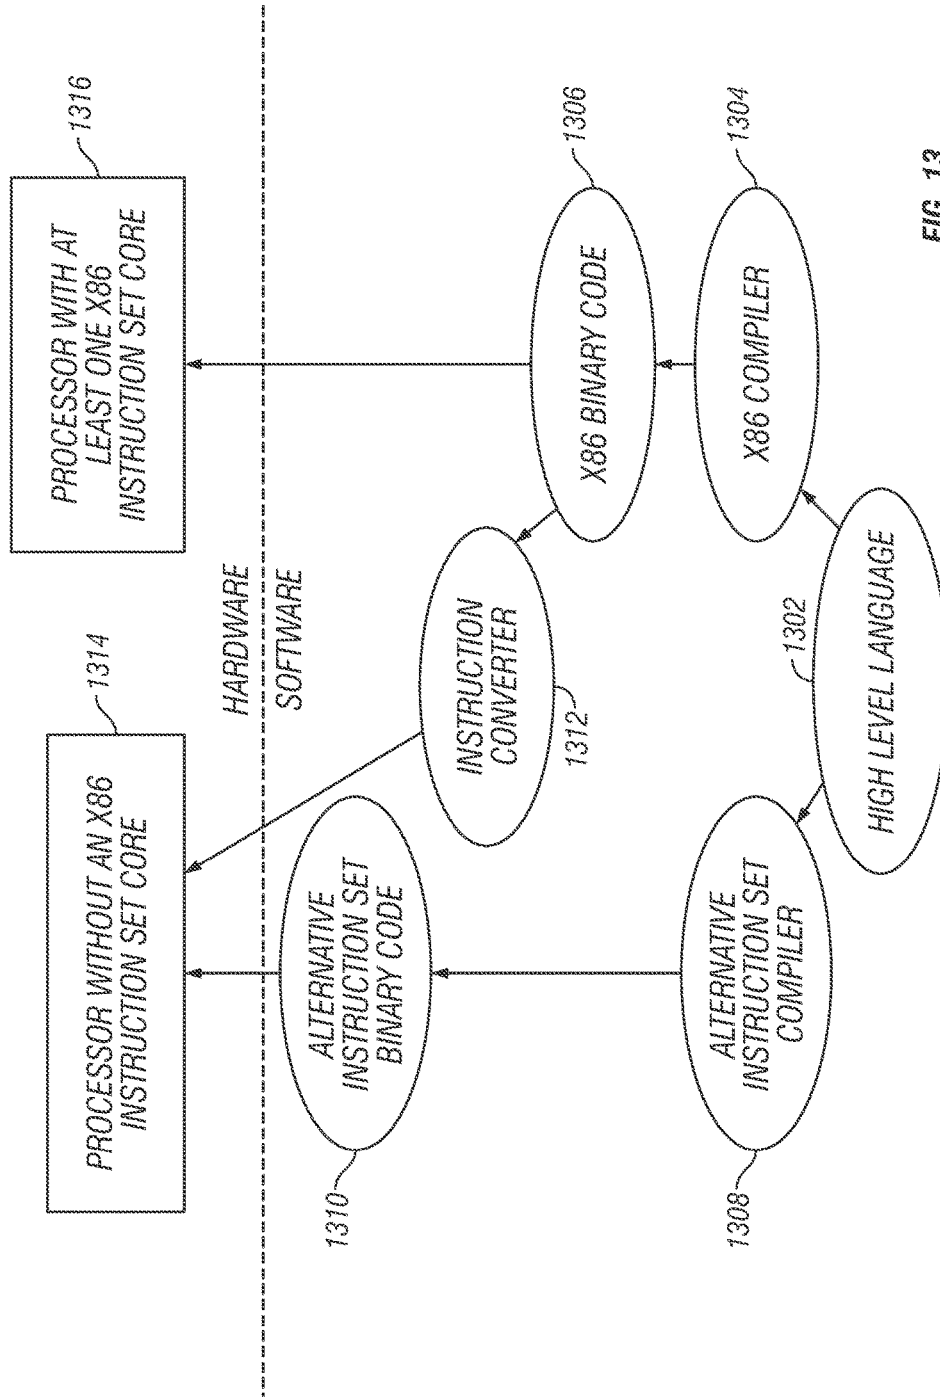 PROCESSOR WITHOUT AN X86
INSTRUCTION SET CORE
1314
PROCESSOR WITH AT
LEAST ONE X86
INSTRUCTION SET CORE
1316
HARDWARE
SOFTWARE
1310
ALTERNATIVE
INSTRUCTION SET
BINARY CODE
INSTRUCTION
CONVERTER
1312
X86 BINARY CODE
1306
1308
ALTERNATIVE
INSTRUCTION SET
COMPILER
X86 COMPILER
1304
1302
HIGH LEVEL LANGUAGE
FIG. 13